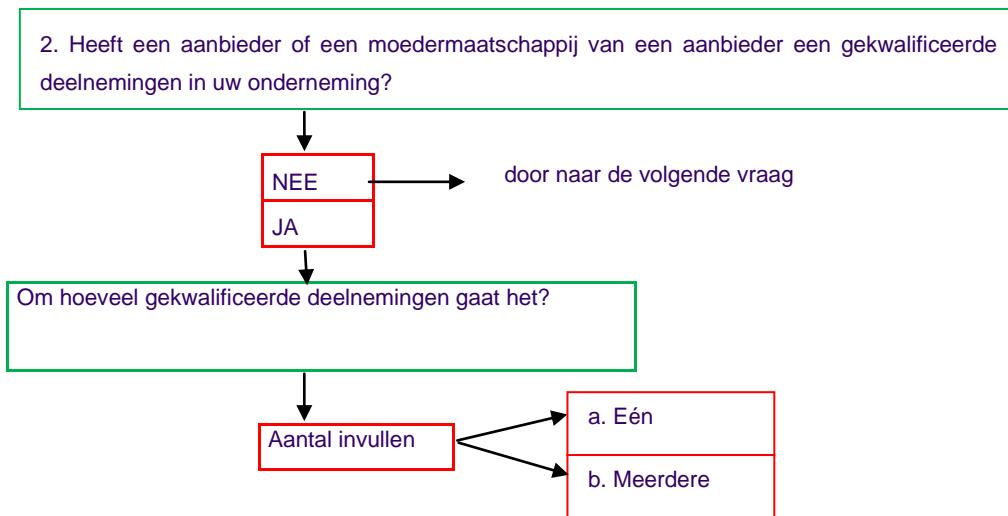 2. Heeft een aanbieder of een moedermaatschappij van een aanbieder een gekwalificeerde
deelnemingen in uw onderneming?
NEE
door naar de volgende vraag
JA
Om hoeveel gekwalificeerde deelnemingen gaat het?
Aantal invullen
a. Eén
b. Meerdere